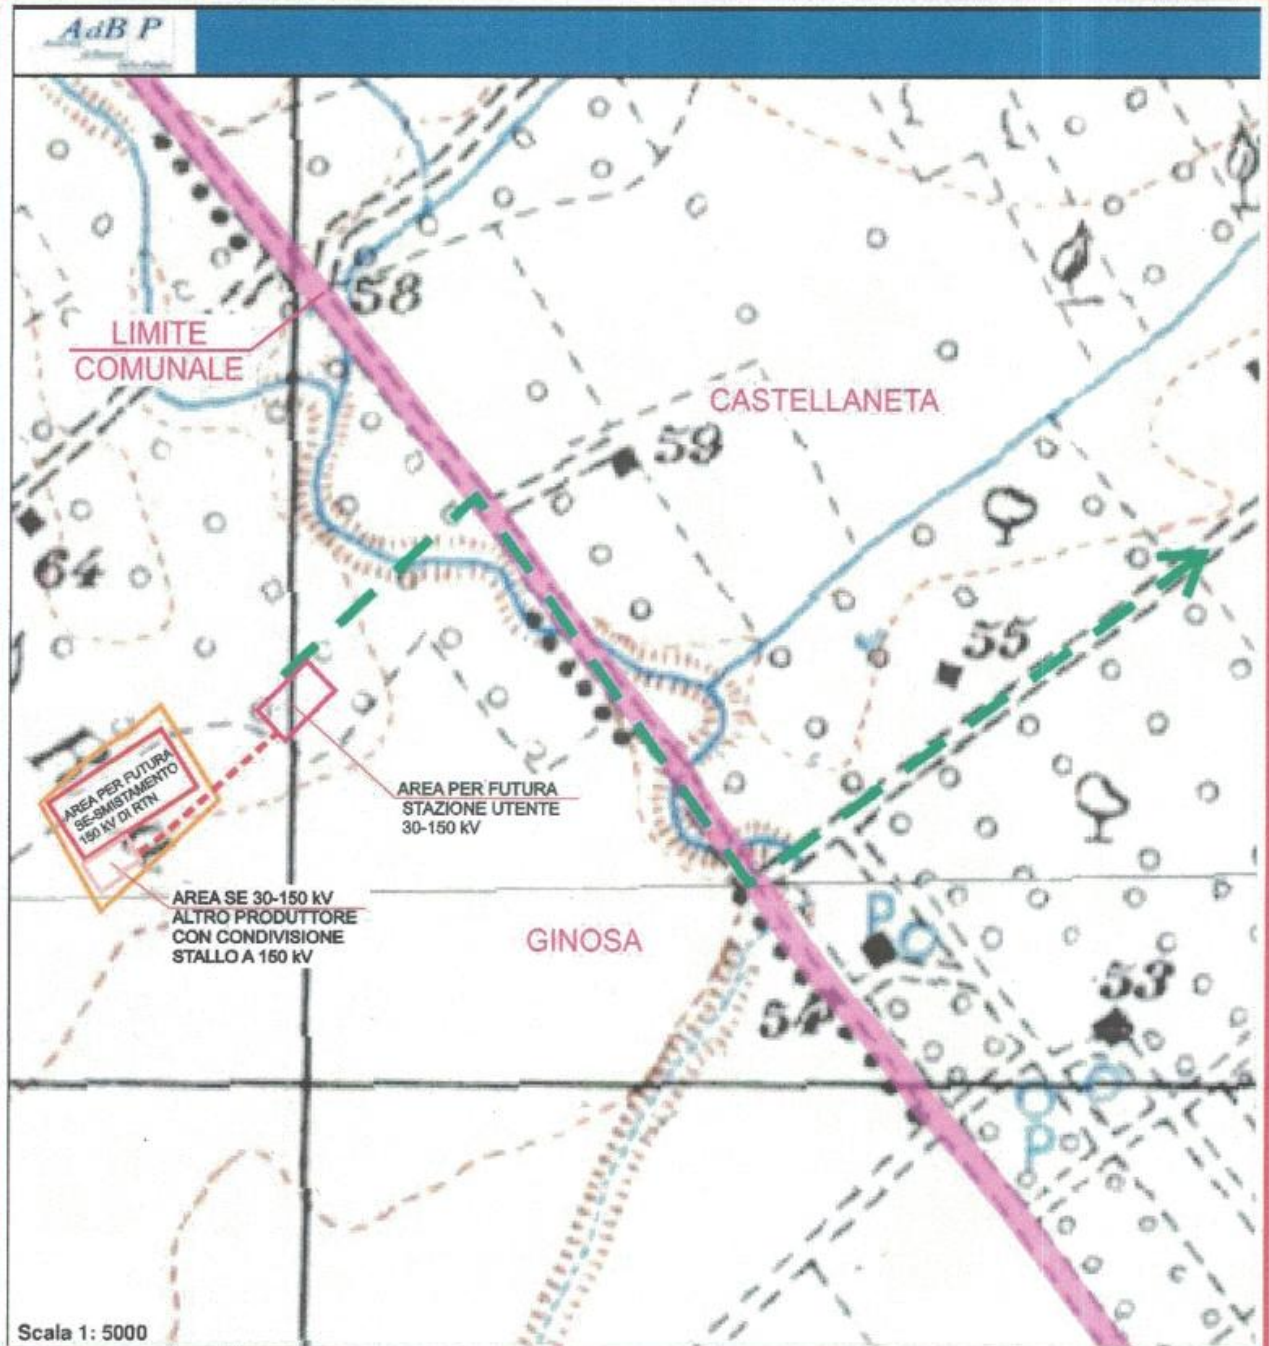 AdB P
58
LIMITE
COMUNALE
CASTELLANETA
59
64
55
AREA PER FUTURA
SE-SMISTAMENTO
150 kV DI RTN
AREA PER FUTURA
STAZIONE UTENTE
30-150 kV
AREA SE 30-150 kV
ALTRO PRODUTTORE
CON CONDIVISIONE
STALLO A 150 kV
GINOSA
P
53
54
P
Scala 1: 5000